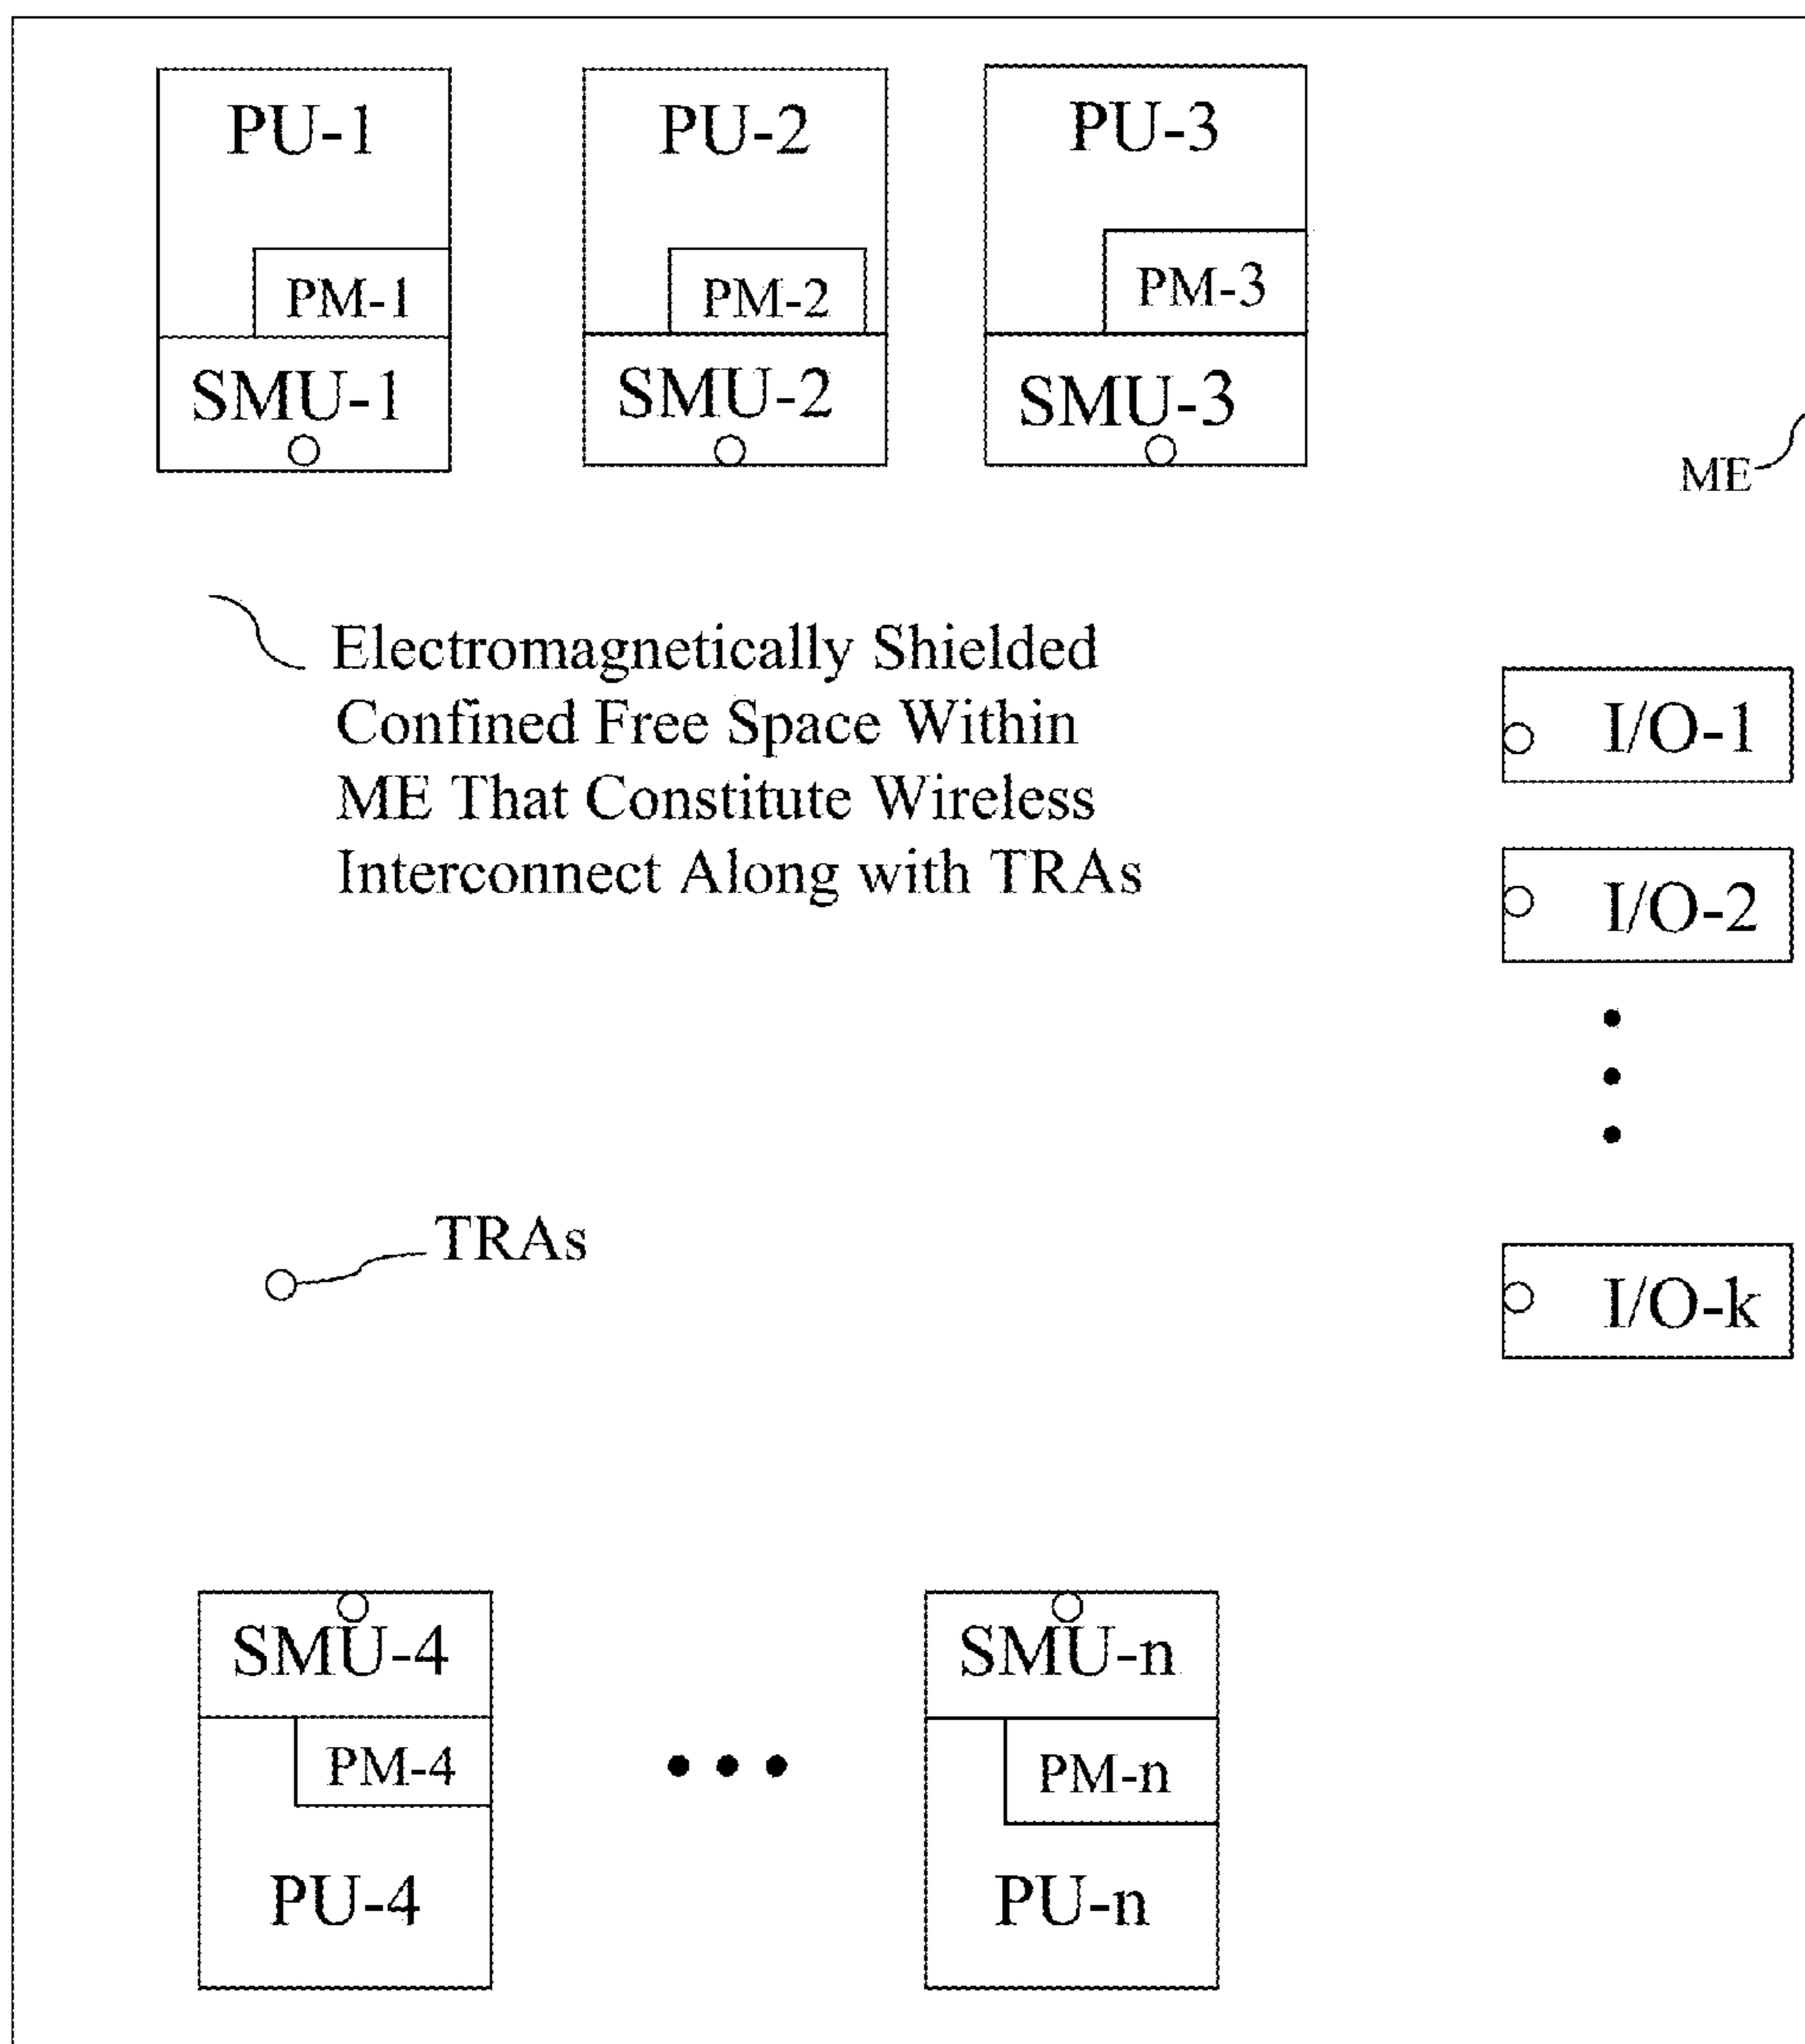 PU-1
PM-1
SMU-1
PU-2
PM-2
SMU-2
PU-3
PM-3
SMU-3
ME
Electromagnetically Shielded
Confined Free Space Within
ME That Constitute Wireless
Interconnect Along with TRAs
I/O-1
I/O-2
I/O-k
TRAs
SMU-4
PM-4
PU-4
SMU-n
PM-n
PU-n